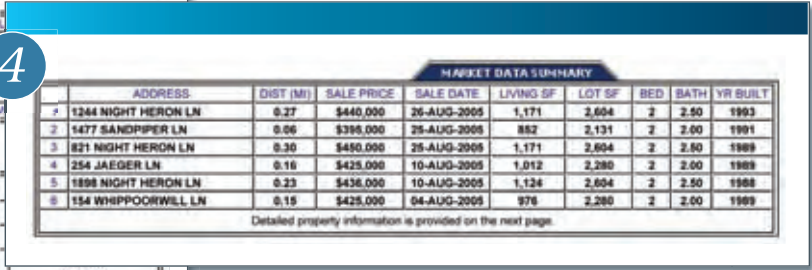 4
MARKET DATA SUMMARY
ADDRESS DIST (MI) SALE PRICE SALE DATE LIVING SF LOT SF BED BATH YR BUILT
1 1244 NIGHT HERON LN 0.27 $440,000 26-AUG-2005 1,171 2,604 2 2.50 1993
2 1477 SANDPIPER LN 0.06 $395,000 25-AUG-2005 852 2,131 2 2.00 1991
3 821 NIGHT HERON LN 0.30 $450,000 25-AUG-2005 1,171 2,604 2 2.50 1989
4 254 JAEGER LN 0.16 $425,000 10-AUG-2005 1,012 2,280 2 2.00 1989
5 1898 NIGHT HERON LN 0.23 $436,000 10-AUG-2005 1,124 2,604 2 2.50 1988
6 154 WHIPPOORWILL LN 0.15 $425,000 04-AUG-2005 976 2,280 2 2.00 1989
Detailed property information is provided on the next page.